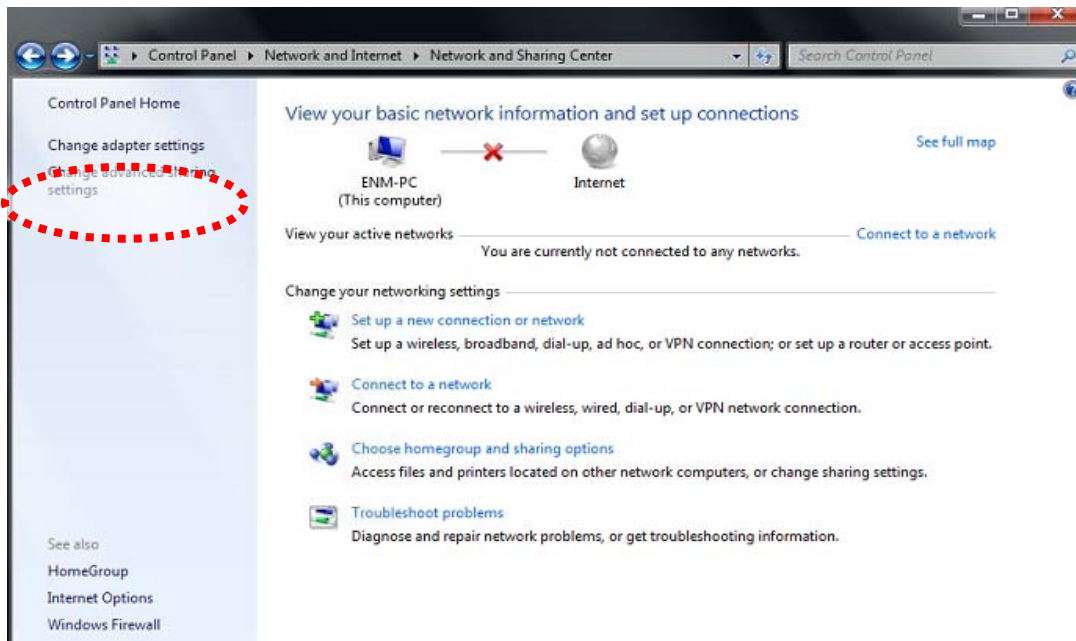 Control Panel ▸ Network and Internet ▸ Network and Sharing Center
Search Control Panel
Control Panel Home
Change adapter settings
Change advanced sharing
settings
See also
HomeGroup
Internet Options
Windows Firewall
View your basic network information and set up connections
See full map
ENM-PC
(This computer)
Internet
View your active networks
Connect to a network
You are currently not connected to any networks.
Change your networking settings
Set up a new connection or network
Set up a wireless, broadband, dial-up, ad hoc, or VPN connection; or set up a router or access point.
Connect to a network
Connect or reconnect to a wireless, wired, dial-up, or VPN network connection.
Choose homegroup and sharing options
Access files and printers located on other network computers, or change sharing settings.
Troubleshoot problems
Diagnose and repair network problems, or get troubleshooting information.